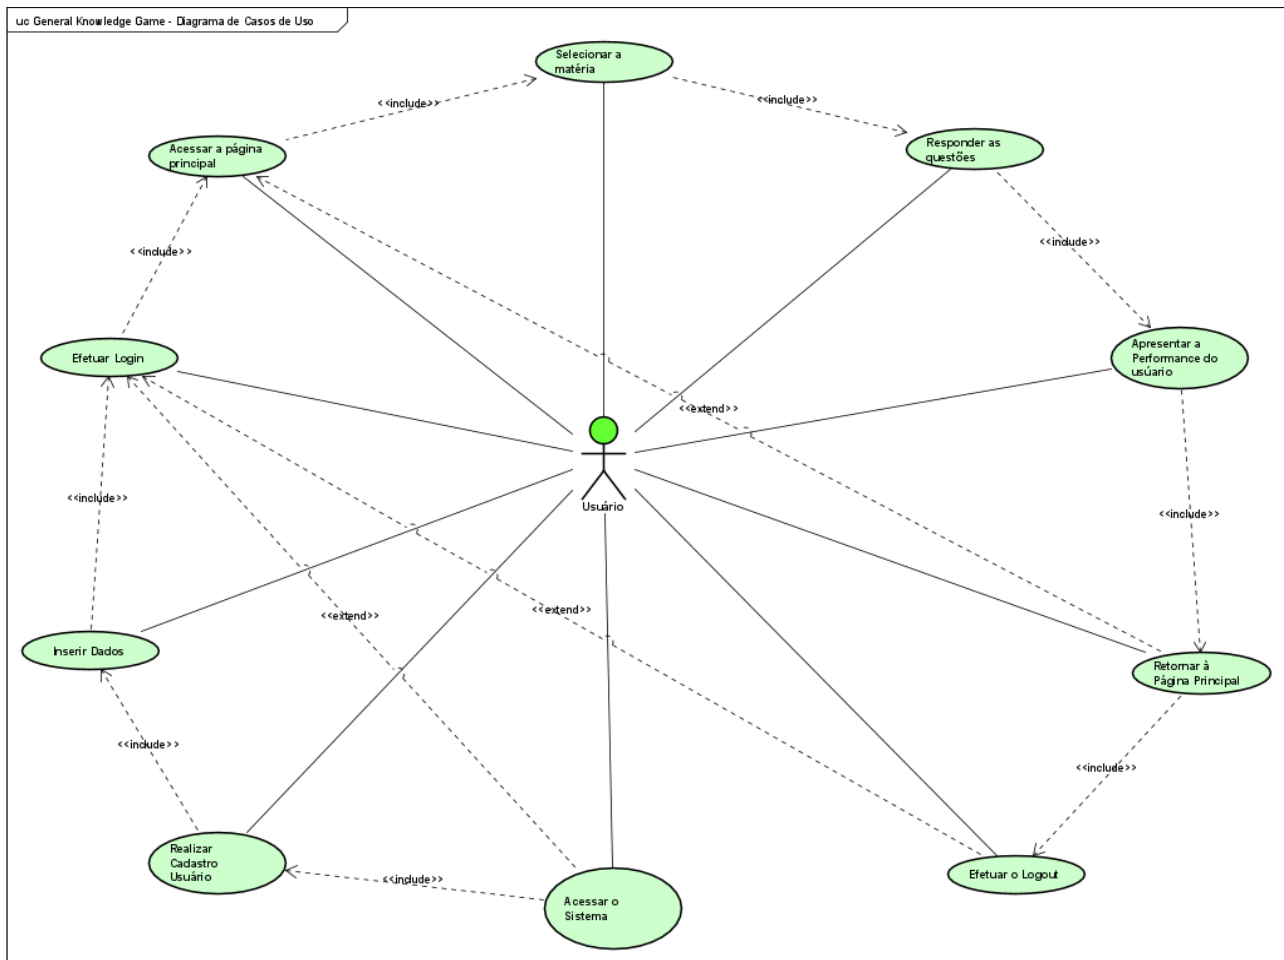 uc General Knowledge Game - Diagrama de Casos de Uso
Selecionar a
matéria
<<include>>
<<include>>
Acessar a página
principal
Responder as
questões
<<include>>
<<include>>
Efetuar Login
Apresentar a
Performance do
usúario
<<extend>>
Usuário
<<include>>
<<include>>
<<extend>>
<<extend>>
Inserir Dados
Retornar à
Página Principal
<<include>>
<<include>>
Realizar
Cadastro
Usuário
<<include>>
Efetuar o Logout
Acessar o
Sistema